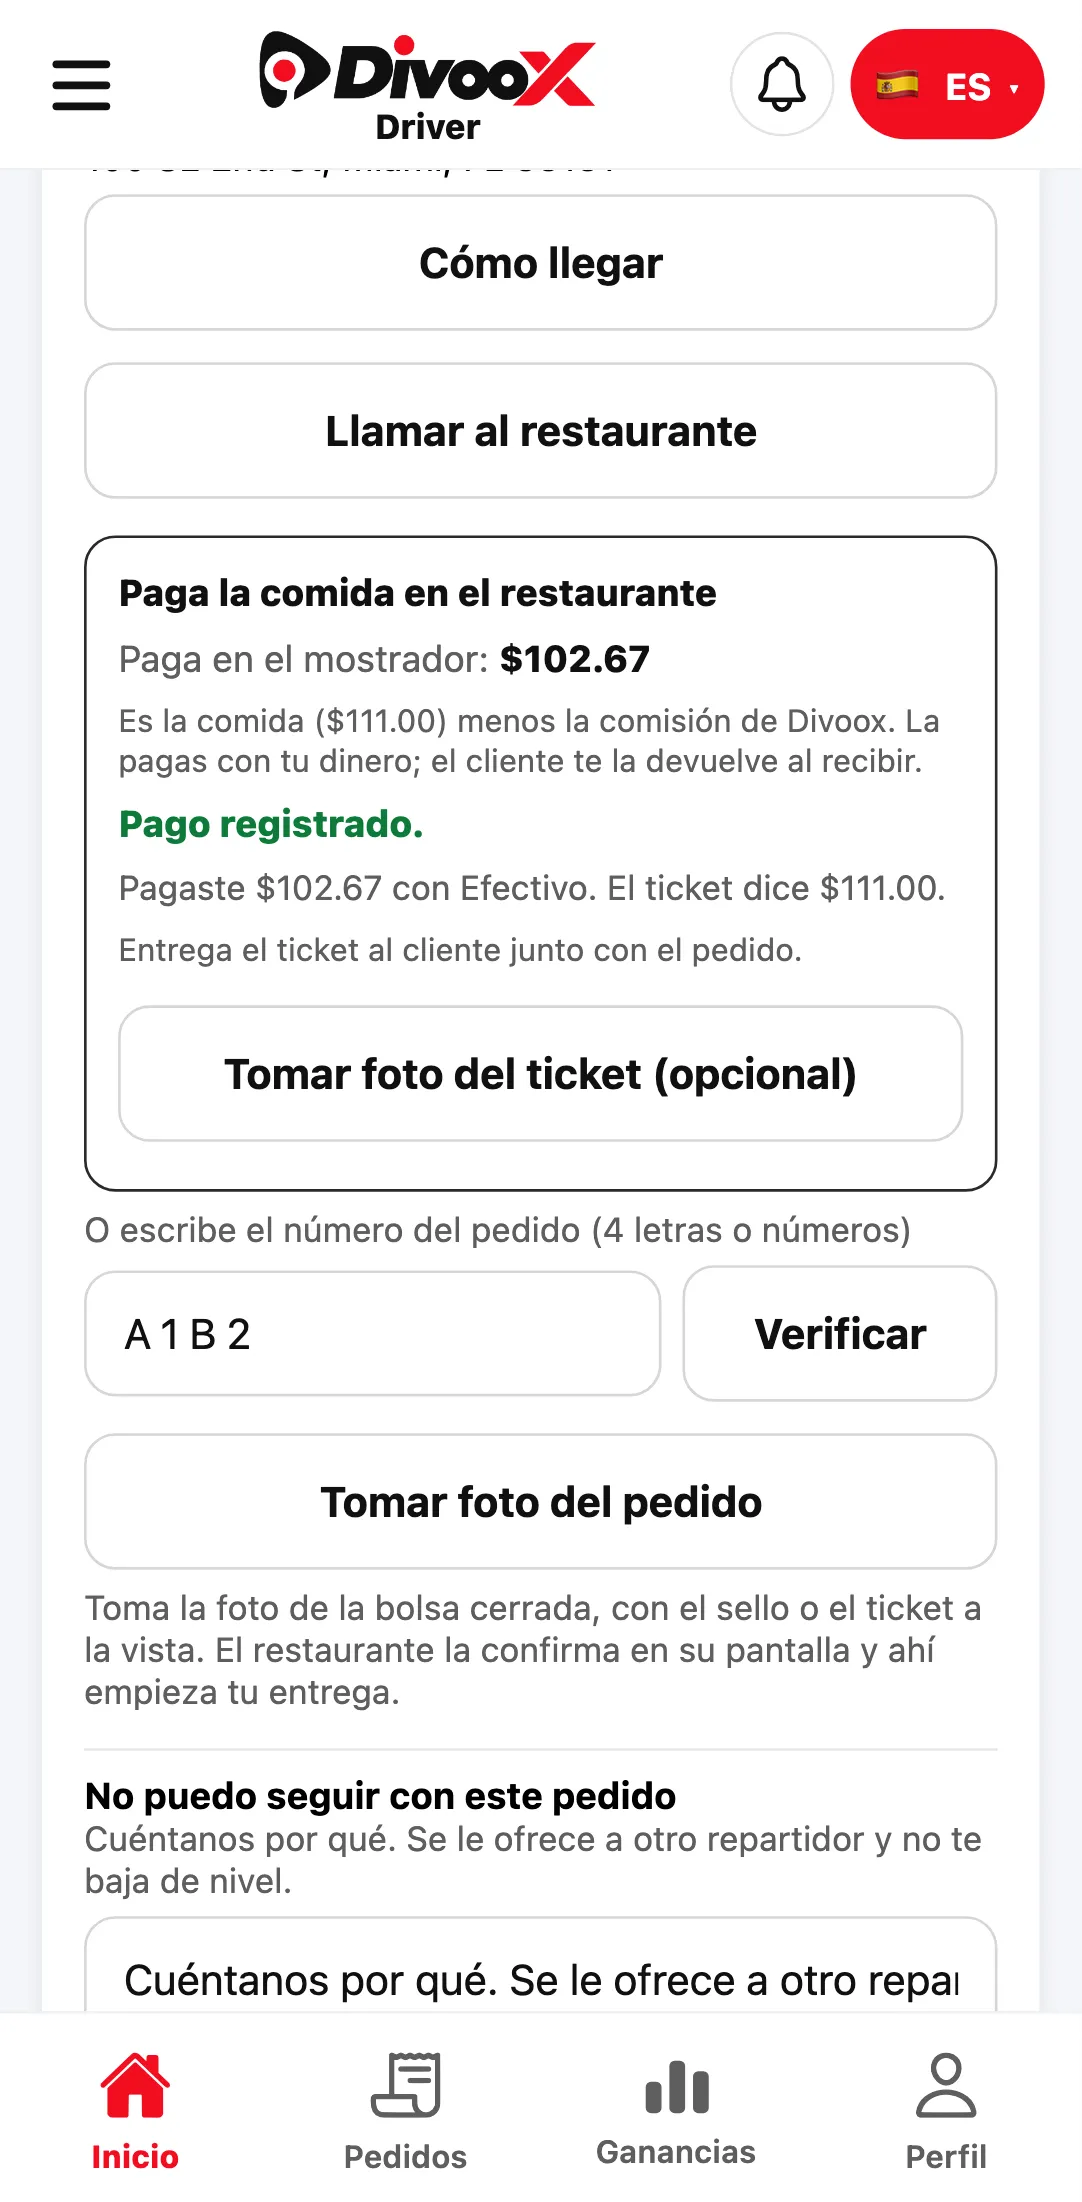 DivooX
Driver
ES
Cómo llegar
Llamar al restaurante
Paga la comida en el restaurante
Paga en el mostrador: $102.67
Es la comida ($111.00) menos la comisión de Divoox. La
pagas con tu dinero; el cliente te la devuelve al recibir.
Pago registrado.
Pagaste $102.67 con Efectivo. El ticket dice $111.00.
Entrega el ticket al cliente junto con el pedido.
Tomar foto del ticket (opcional)
O escribe el número del pedido (4 letras o números)
A 1 B 2
Verificar
Tomar foto del pedido
Toma la foto de la bolsa cerrada, con el sello o el ticket a
la vista. El restaurante la confirma en su pantalla y ahí
empieza tu entrega.
No puedo seguir con este pedido
Cuéntanos por qué. Se le ofrece a otro repartidor y no te
baja de nivel.
Cuéntanos por qué. Se le ofrece a otro repar
Inicio
Pedidos
Ganancias
Perfil